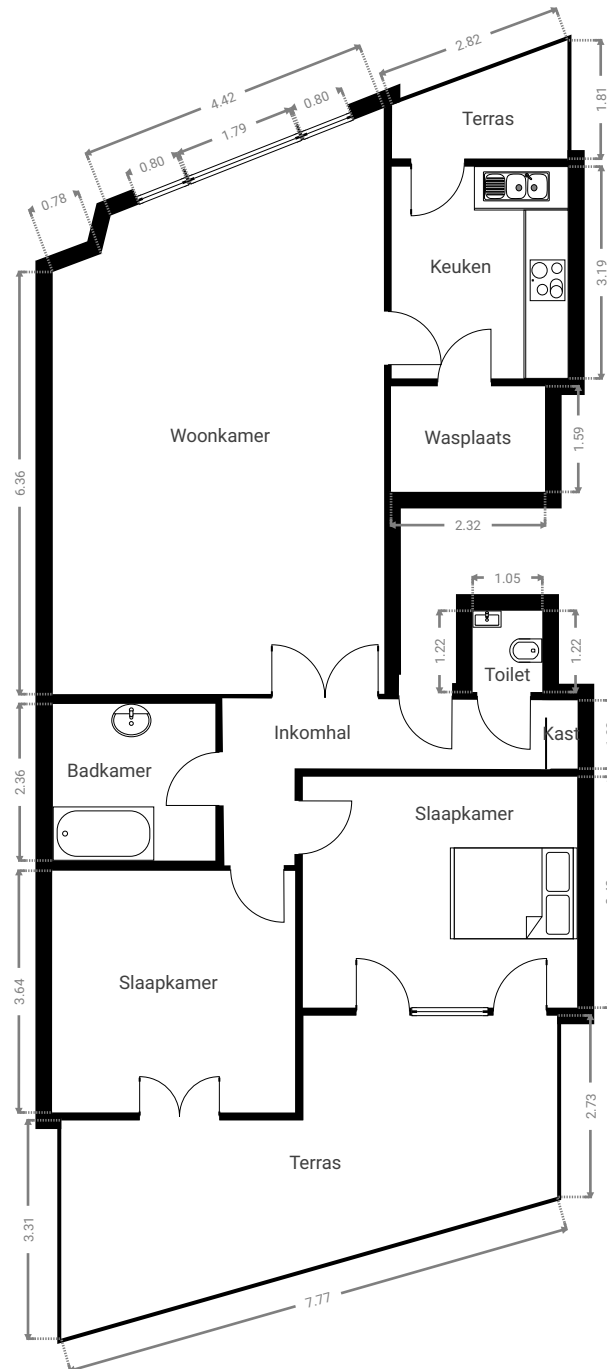 2.82
4.42
1.81
0.80
1.79
Terras
0.80
0.78
Keuken
3.19
Woonkamer
Wasplaats
1.59
6.36
2.32
1.05
1.22
1.22
Toilet
Inkomhal
Kast
Badkamer
2.36
Slaapkamer
Slaapkamer
3.64
2.73
Terras
3.31
7.77